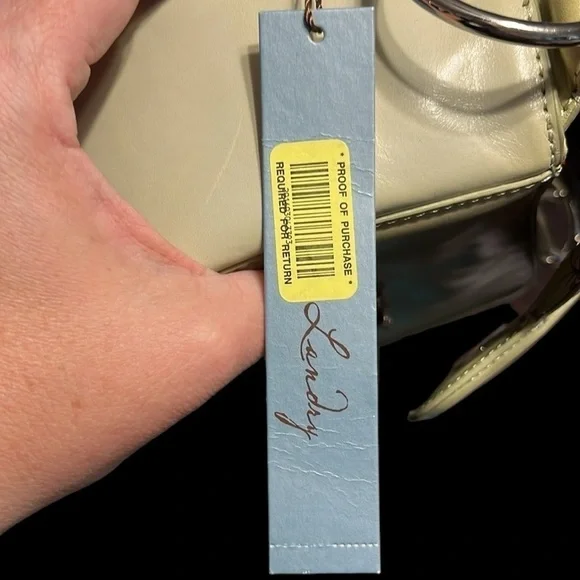 * PROOF OF PURCHASE *
REQUIRED FOR RETURN
Landry